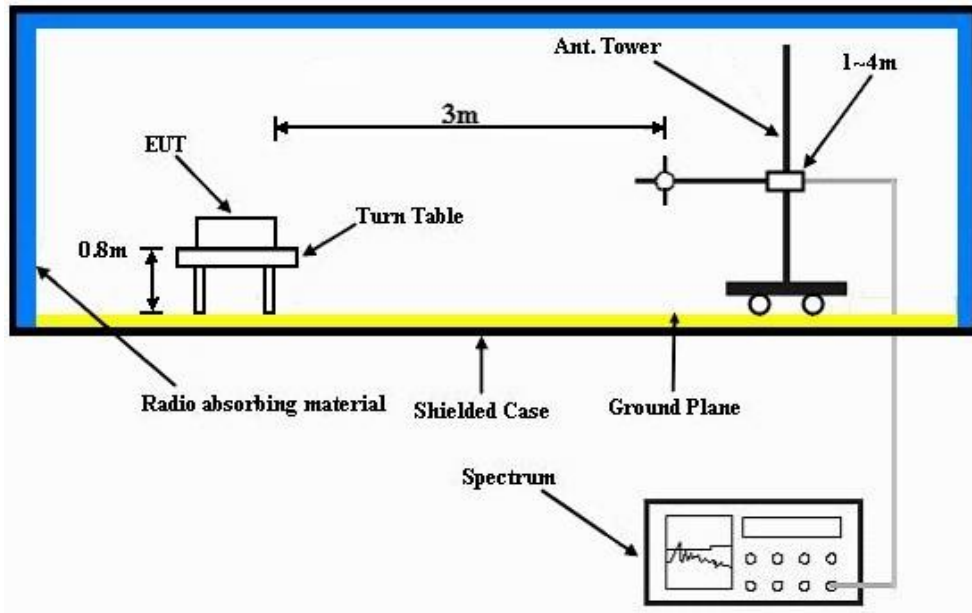 Ant. Tower
1~4m
3m
EUT
Turn Table
0.8m
Radio absorbing material
Shielded Case
Ground Plane
Spectrum